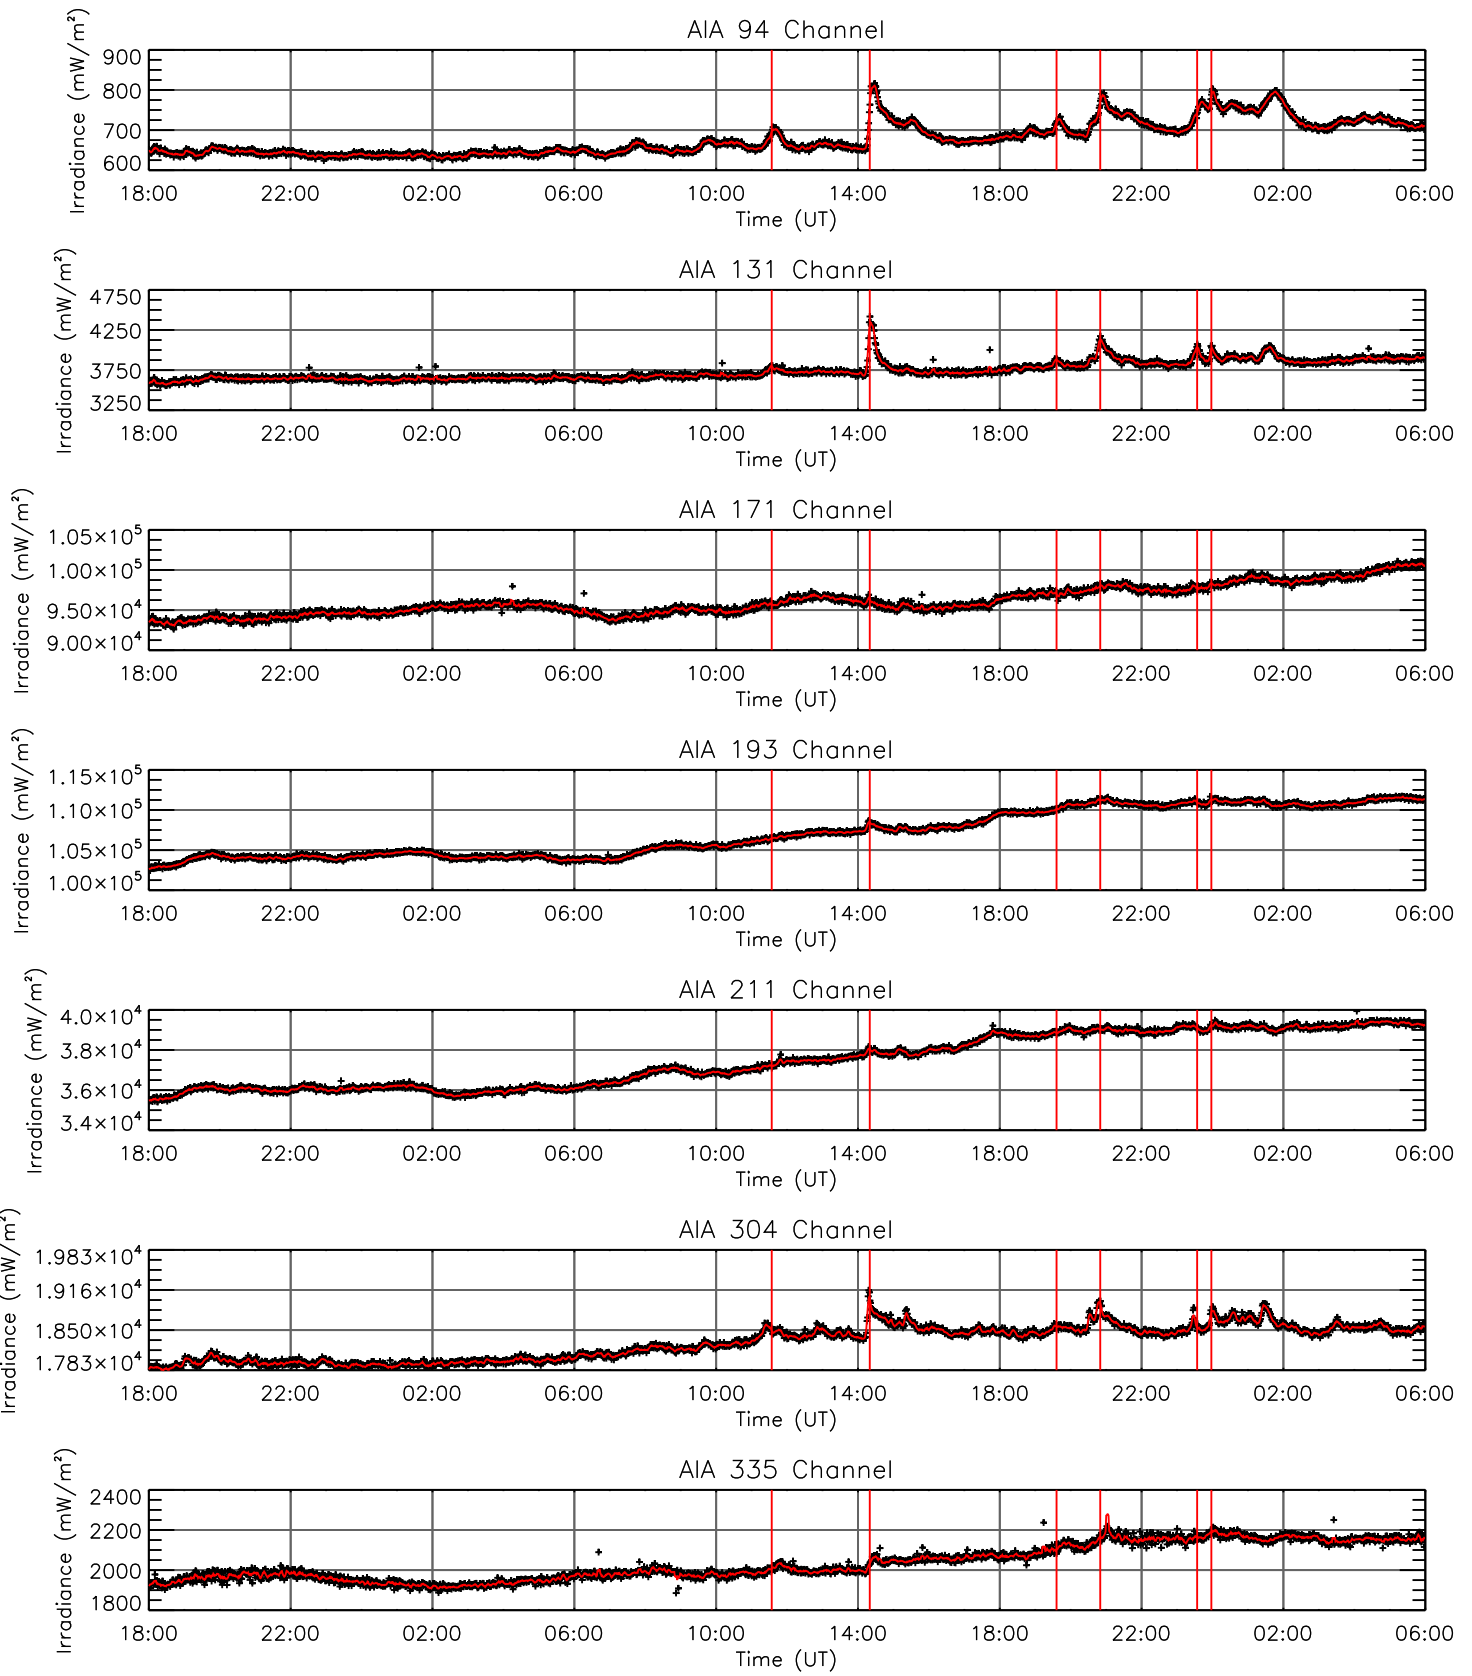 AIA 94 Channel
Irradiance (mW/m²)
900
800
700
600
18:00 22:00 02:00 06:00 10:00 14:00 18:00 22:00 02:00 06:00
Time (UT)
AIA 131 Channel
Irradiance (mW/m²)
4750
4250
3750
3250
18:00 22:00 02:00 06:00 10:00 14:00 18:00 22:00 02:00 06:00
Time (UT)
AIA 171 Channel
Irradiance (mW/m²)
1.05×10⁵
1.00×10⁵
9.50×10⁴
9.00×10⁴
18:00 22:00 02:00 06:00 10:00 14:00 18:00 22:00 02:00 06:00
Time (UT)
AIA 193 Channel
Irradiance (mW/m²)
1.15×10⁵
1.10×10⁵
1.05×10⁵
1.00×10⁵
18:00 22:00 02:00 06:00 10:00 14:00 18:00 22:00 02:00 06:00
Time (UT)
AIA 211 Channel
Irradiance (mW/m²)
4.0×10⁴
3.8×10⁴
3.6×10⁴
3.4×10⁴
18:00 22:00 02:00 06:00 10:00 14:00 18:00 22:00 02:00 06:00
Time (UT)
AIA 304 Channel
Irradiance (mW/m²)
1.983×10⁴
1.916×10⁴
1.850×10⁴
1.783×10⁴
18:00 22:00 02:00 06:00 10:00 14:00 18:00 22:00 02:00 06:00
Time (UT)
AIA 335 Channel
Irradiance (mW/m²)
2400
2200
2000
1800
18:00 22:00 02:00 06:00 10:00 14:00 18:00 22:00 02:00 06:00
Time (UT)